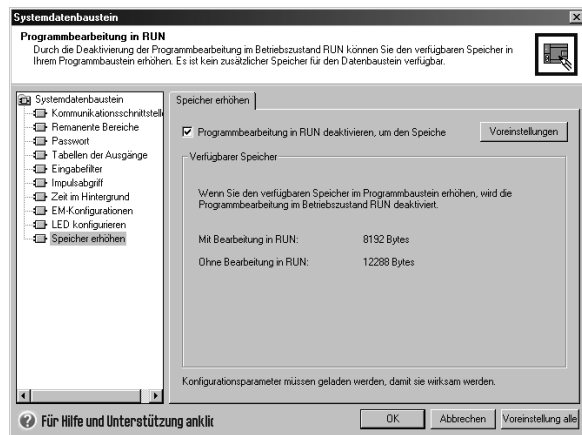 Systemdatenbaustein
Programmbearbeitung in RUN
Durch die Deaktivierung der Programmbearbeitung im Betriebszustand RUN können Sie den verfügbaren Speicher in
Ihrem Programmbaustein erhöhen. Es ist kein zusätzlicher Speicher für den Datenbaustein verfügbar.
Systemdatenbaustein
Kommunikationsschnittstelle
Remanente Bereiche
Passwort
Tabellen der Ausgänge
Eingabefilter
Impulsabgriff
Zeit im Hintergrund
EM-Konfigurationen
LED konfigurieren
Speicher erhöhen
Speicher erhöhen
Programmbearbeitung in RUN deaktivieren, um den Speiche
Voreinstellungen
Verfügbarer Speicher
Wenn Sie den verfügbaren Speicher im Programmbaustein erhöhen, wird die
Programmbearbeitung im Betriebszustand RUN deaktiviert.
Mit Bearbeitung in RUN: 8192 Bytes
Ohne Bearbeitung in RUN: 12288 Bytes
Konfigurationsparameter müssen geladen werden, damit sie wirksam werden.
Für Hilfe und Unterstützung anklic
OK
Abbrechen
Voreinstellung alle